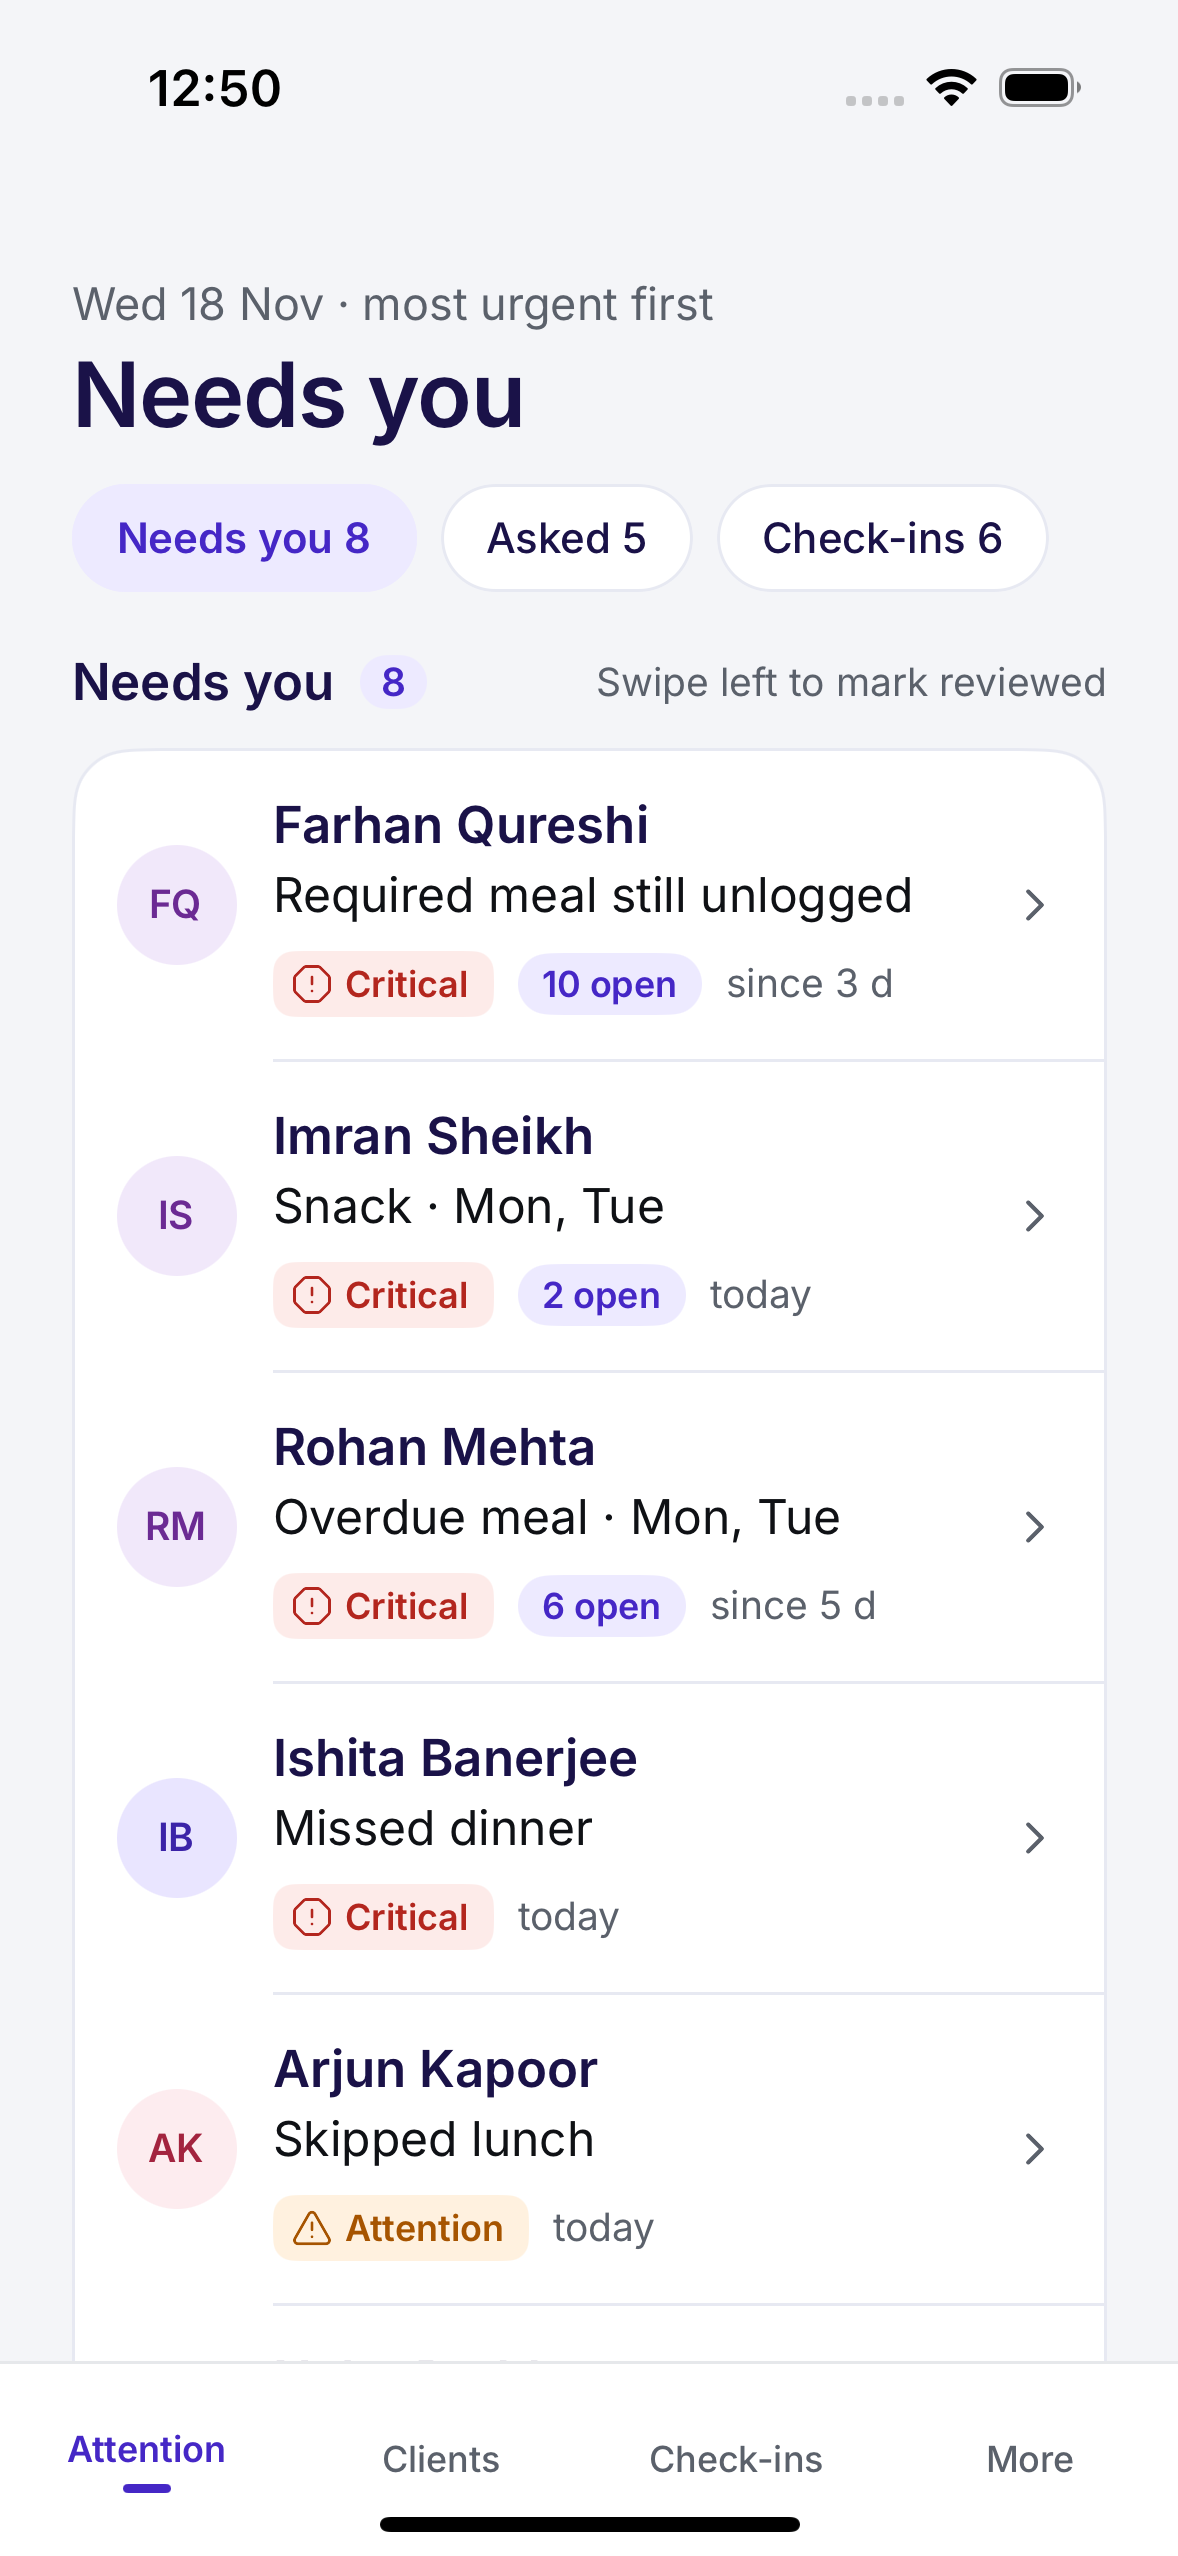 12:50
Wed 18 Nov · most urgent first
Needs you
Needs you 8
Asked 5
Check-ins 6
Needs you 8
Swipe left to mark reviewed
FQ
Farhan Qureshi
Required meal still unlogged
Critical
10 open
since 3 d
IS
Imran Sheikh
Snack · Mon, Tue
Critical
2 open
today
RM
Rohan Mehta
Overdue meal · Mon, Tue
Critical
6 open
since 5 d
IB
Ishita Banerjee
Missed dinner
Critical
today
AK
Arjun Kapoor
Skipped lunch
Attention
today
Attention
Clients
Check-ins
More